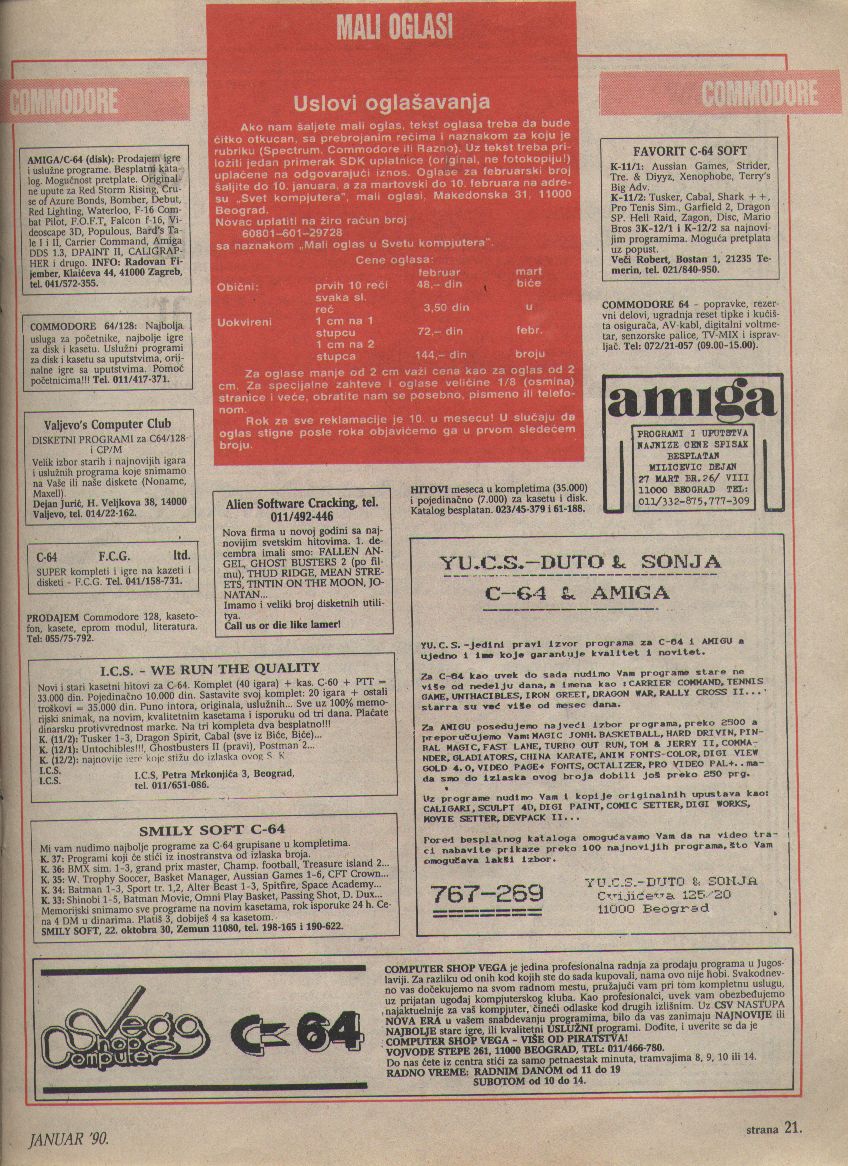 MALI OGLASI
COMMODORE
COMMODORE
Uslovi oglašavanja
Ako nam šaljete mali oglas, tekst oglasa treba da bude
čitko otkucan, sa prebrojanim rečima i naznakom za koju je
rubriku (Spectrum, Commodore ili Razno). Uz tekst treba pri-
ložiti jedan primerak SDK uplatnice (original, ne fotokopiju!)
uplaćene na odgovarajući iznos. Oglase za februarski broj
šaljite do 10. januara, a za martovski do 10. februara na adre-
su „Svet kompjutera", mali oglasi, Makedonska 31, 11000
Beograd.
Novac uplatiti na žiro račun broj
60801—601—29728
sa naznakom „Mali oglas u Svetu kompjutera".
Cene oglasa:
februar mart
Obični: prvih 10 reči 48,— din biće
svaka sl.
reč 3,50 din u
Uokvireni 1 cm na 1
stupcu 72,— din febr.
1 cm na 2
stupca 144,— din broju
Za oglase manje od 2 cm važi cena kao za oglas od 2
cm. Za specijalne zahteve i oglase veličine 1/8 (osmina)
stranice i veće, obratite nam se posebno, pismeno ili telefo-
nom.
Rok za sve reklamacije je 10. u mesecu! U slučaju da
oglas stigne posle roka objavićemo ga u prvom sledećem
broju.
AMIGA/C-64 (disk): Prodajem igre
i uslužne programe. Besplatni kata-
log. Mogućnost pretplate. Original-
ne upute za Red Storm Rising, Cru-
se of Azure Bonds, Bomber, Debut,
Red Lighting, Waterloo, F-16 Com-
bat Pilot, F.O.F.T, Falcon f-16, Vi-
deoscape 3D, Populous, Bard's Ta-
le I i II, Carrier Command, Amiga
DDS 1.3, DPAINT II, CALIGRAP-
HER i drugo. INFO: Radovan Fi-
jember, Klaićeva 44, 41000 Zagreb,
tel. 041/572-355.
COMMODORE 64/128: Najbolja
usluga za početnike, najbolje igre
za disk i kasetu. Uslužni programi
za disk i kasetu sa uputstvima, orij-
nalne igre sa uputstvima. Pomoć
početnicima!!! Tel. 011/417-371.
Valjevo's Computer Club
DISKETNI PROGRAMI za C64/128
i CP/M
Velik izbor starih i najnovijih igara
i uslužnih programa koje snimamo
na Vaše ili naše diskete (Noname,
Maxell).
Dejan Jurić, H. Veljkova 38, 14000
Valjevo, tel. 014/22-162.
C-64 F.C.G. ltd.
SUPER kompleti i igre na kazeti i
disketi - F.C.G. Tel. 041/158-731.
PRODAJEM Commodore 128, kaseto-
fon, kasete, eprom modul, literatura.
Tel: 055/75-792.
Alien Software Cracking, tel.
011/492-446
Nova firma u novoj godini sa naj-
novijim svetskim hitovima. 1. de-
cembra imali smo: FALLEN AN-
GEL, GHOST BUSTERS 2 (po fil-
mu), THUD RIDGE, MEAN STRE-
ETS, TINTIN ON THE MOON, JO-
NATAN...
Imamo i veliki broj disketnih utili-
tya.
Call us or die like lamer!
HITOVI meseca u kompletima (35.000)
i pojedinačno (7.000) za kasetu i disk.
Katalog besplatan. 023/45-379 i 61-188.
FAVORIT C-64 SOFT
K-11/1: Aussian Games, Strider,
Tre. & Diyyz, Xenophobe, Terry's
Big Adv.
K-11/2: Tusker, Cabal, Shark ++,
Pro Tenis Sim., Garfield 2, Dragon
SP. Hell Raid, Zagon, Disc, Mario
Bros 3K-12/1 i K-12/2 sa najnovi-
jim programima. Moguća pretplata
uz popust.
Veči Robert, Bostan 1, 21235 Te-
merin, tel. 021/840-950.
COMMODORE 64 - popravke, rezer-
vni delovi, ugradnja reset tipke i kućiš-
ta osigurača, AV-kabl, digitalni voltme-
tar, senzorske palice, TV-MIX i isprav-
ljač. Tel: 072/21-057 (09.00-15.00).
amiga
PROGRAMI I UPUTSTVA
NAJNIZE CENE SPISAK
BESPLATAN
MILICEVIC DEJAN
27 MART BR.26/ VIII
11000 BEOGRAD TEL:
011/332-875,777-309
YU.C.S.—DUTO & SONJA
C—64 & AMIGA
YU.C.S.-jedini pravi izvor programa za C-64 i AMIGU a
ujedno i ime koje garantuje kvalitet i novitet.
Za C-64 kao uvek do sada nudimo Vam programe stare ne
više od nedelju dana,a imena kao :CARRIER COMMAND,TENNIS
GAME,UNTHACIBLES,IRON GREET,DRAGON WAR,RALLY CROSS II...'
starra su već više od mesec dana.
Za AMIGU posedujemo najveći izbor programa,preko 2500 a
preporučujemo Vam:MAGIC JOHN.BASKETBALL,HARD DRIVIN,PIN-
BAL MAGIC,FAST LANE,TURBO OUT RUN,TOM & JERRY II,COMMA-
NDER,GLADIATORS,CHINA KARATE,ANIM FONTS-COLOR,DIGI VIEW
GOLD 4.0,VIDEO PAGE+ FONTS,OCTALIZER,PRO VIDEO PAL+..ma-
da smo do izlaska ovog broja dobili još preko 250 prg.
Uz programe nudimo Vam i kopije originalnih upustava kao:
CALIGARI,SCULPT 4D,DIGI PAINT,COMIC SETTER,DIGI WORKS,
MOVIE SETTER,DEVPACK II...
Pored besplatnog kataloga omogućavamo Vam da na video tra-
ci nabavite prikaze preko 100 najnovijih programa,što Vam
omogučava lakši izbor.
767—269
YU.C.S.—DUTO & SONJA
Cvijićeva 125/20
11000 Beograd
I.C.S. - WE RUN THE QUALITY
Novi i stari kasetni hitovi za C-64. Komplet (40 igara) + kas. C-60 + PTT =
33.000 din. Pojedinačno 10.000 din. Sastavite svoj komplet: 20 igara + ostali
troškovi = 35.000 din. Puno intora, originala, uslužnih... Sve uz 100% memo-
rijski snimak, na novim, kvalitetnim kasetama i isporuku od tri dana. Plaćate
dinarsku protivvrednost marke. Na tri kompleta dva besplatno!!!
K. (11/2): Tusker 1-3, Dragon Spirit, Cabal (sve iz Biće, Biće)...
K. (12/1): Untochibles!!!, Ghostbusters II (pravi), Postman 2...
K. (12/2): najnovije igre koje stižu do izlaska ovog S. K
I.C.S.
I.C.S.
I.C.S, Petra Mrkonjića 3, Beograd,
tel. 011/651-086.
SMILY SOFT C-64
Mi vam nudimo najbolje programe za C-64 grupisane u kompletima.
K. 37: Programi koji će stići iz inostranstva od izlaska broja.
K. 36: BMX sim. 1-3, grand prix master, Champ. football, Treasure island 2...
K. 35: W. Trophy Soccer, Basket Manager, Aussian Games 1-6, CFT Crown...
K. 34: Batman 1-3, Sport tr. 1,2, Alter Beast 1-3, Spitfire, Space Academy...
K. 33: Shinobi 1-5, Batman Movie, Omni Play Basket, Passing Shot, D. Dux...
Memorijski snimamo sve programe na novim kasetama, rok isporuke 24 h. Ce-
na 4 DM u dinarima. Platiš 3, dobiješ 4 sa kasetom.
SMILY SOFT, 22. oktobra 30, Zemun 11080, tel. 198-165 i 190-622.
Vega
Shop
Computer
C-64
COMPUTER SHOP VEGA je jedina profesionalna radnja za prodaju programa u Jugos-
laviji. Za razliku od onih kod kojih ste do sada kupovali, nama ovo nije hobi. Svakodnev-
no vas dočekujemo na svom radnom mestu, pružajući vam pri tom kompletnu uslugu,
uz prijatan ugođaj kompjuterskog kluba. Kao profesionalci, uvek vam obezbeđujemo
najaktuelnije za vaš kompjuter, čineći odlaske kod drugih izlišnim. Uz CSV NASTUPA
NOVA ERA u vašem snabdevanju programima, bilo da vas zanimaju NAJNOVIJE ili
NAJBOLJE stare igre, ili kvalitetni USLUŽNI programi. Dođite, i uverite se da je
COMPUTER SHOP VEGA - VIŠE OD PIRATSTVA!
VOJVODE STEPE 261, 11000 BEOGRAD, TEL: 011/466-780.
Do nas ćete iz centra stići za samo petnaestak minuta, tramvajima 8, 9, 10 ili 14.
RADNO VREME: RADNIM DANOM od 11 do 19
SUBOTOM od 10 do 14.
JANUAR '90.
strana 21.